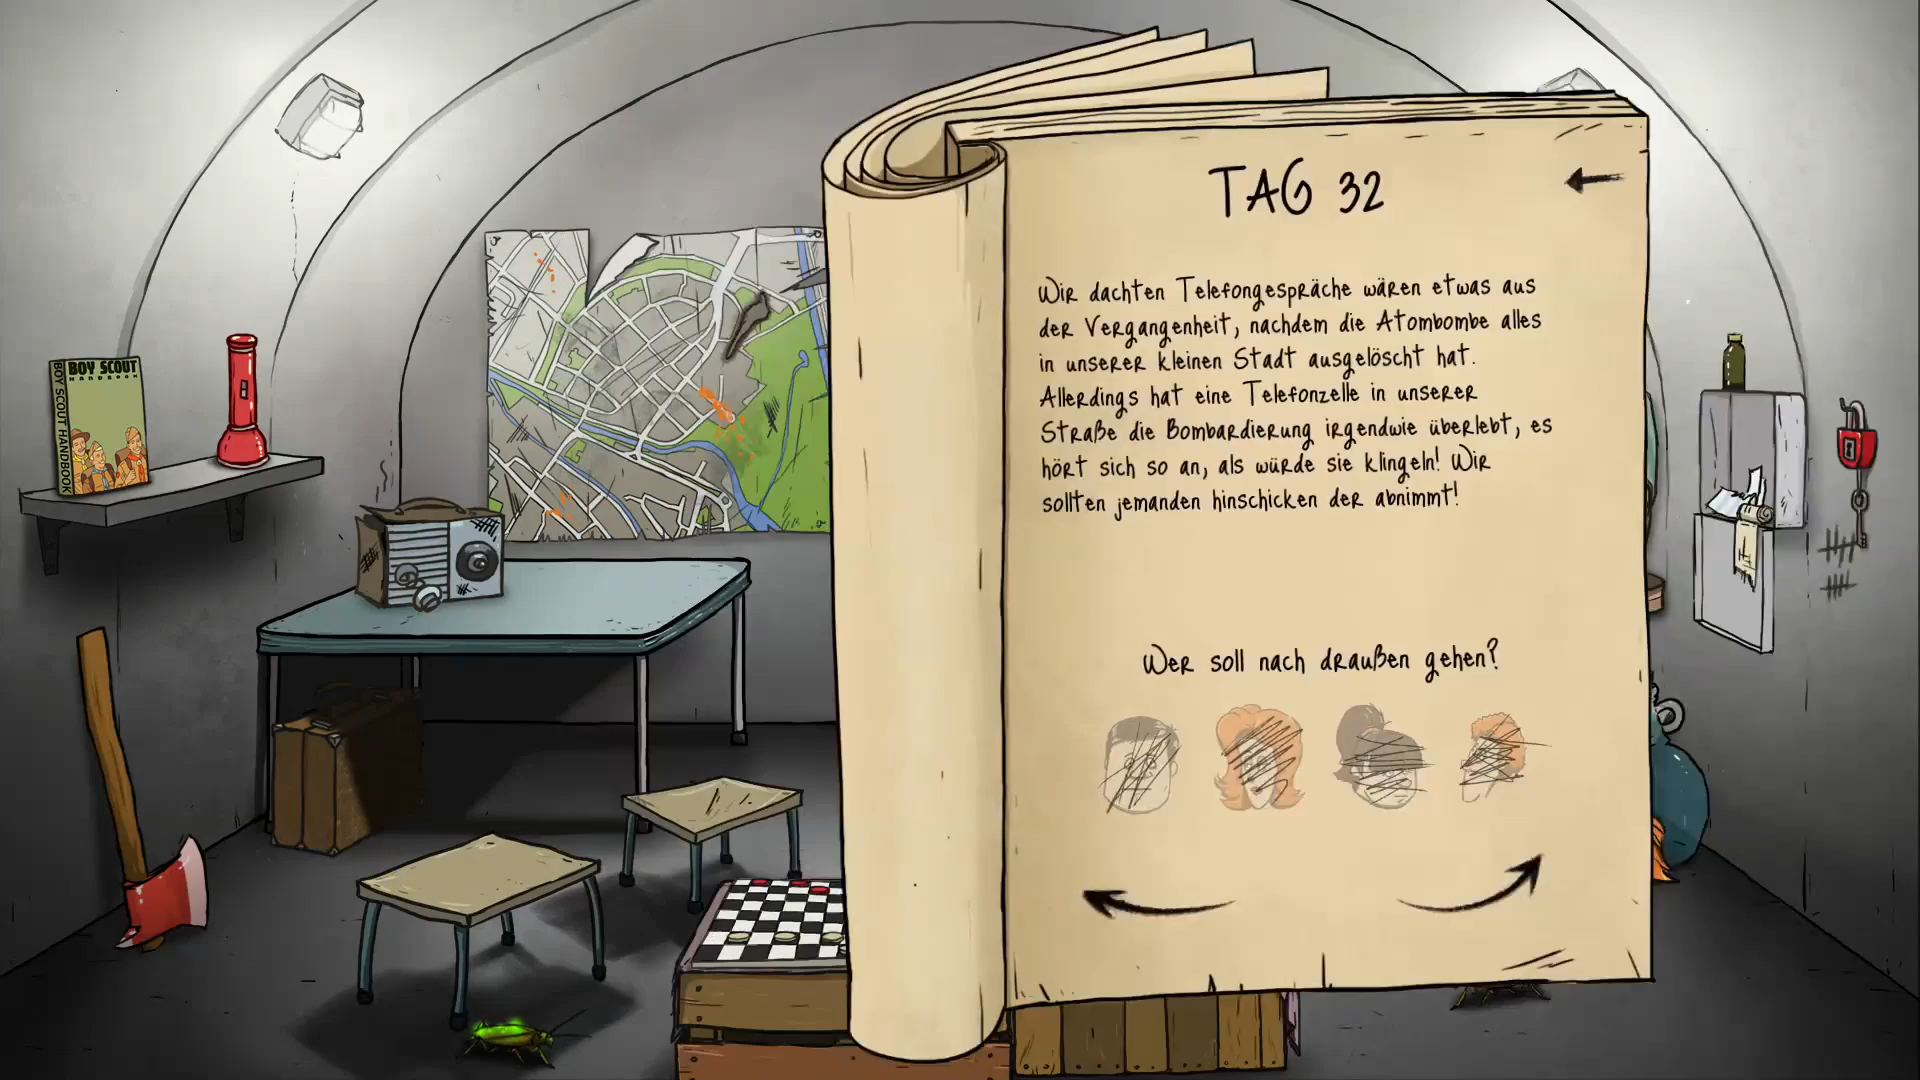 TAG 32
Wir dachten Telefongespräche wären etwas aus
der Vergangenheit, nachdem die Atombombe alles
in unserer kleinen Stadt ausgelöscht hat.
Allerdings hat eine Telefonzelle in unserer
Straße die Bombardierung irgendwie überlebt, es
hört sich so an, als würde sie klingeln! Wir
sollten jemanden hinschicken der abnimmt!
Wer soll nach draußen gehen?
BOY SCOUT
HANDBOOK
BOY SCOUT HANDBOOK